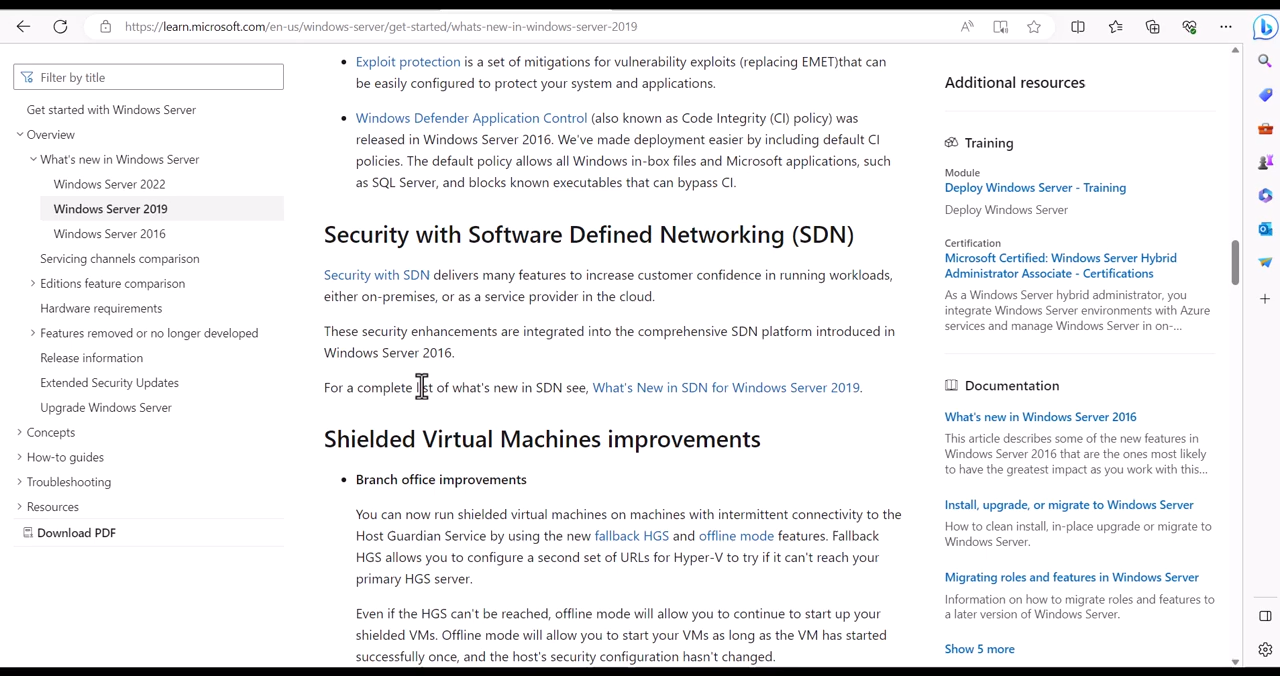 https://learn.microsoft.com/en-us/windows-server/get-started/whats-new-in-windows-server-2019
Filter by title
Get started with Windows Server
Overview
What's new in Windows Server
Windows Server 2022
Windows Server 2019
Windows Server 2016
Servicing channels comparison
Editions feature comparison
Hardware requirements
Features removed or no longer developed
Release information
Extended Security Updates
Upgrade Windows Server
Concepts
How-to guides
Troubleshooting
Resources
Download PDF
Exploit protection is a set of mitigations for vulnerability exploits (replacing EMET)that can
be easily configured to protect your system and applications.
Windows Defender Application Control (also known as Code Integrity (CI) policy) was
released in Windows Server 2016. We've made deployment easier by including default CI
policies. The default policy allows all Windows in-box files and Microsoft applications, such
as SQL Server, and blocks known executables that can bypass CI.
Security with Software Defined Networking (SDN)
Security with SDN delivers many features to increase customer confidence in running workloads,
either on-premises, or as a service provider in the cloud.
These security enhancements are integrated into the comprehensive SDN platform introduced in
Windows Server 2016.
For a complete list of what's new in SDN see, What's New in SDN for Windows Server 2019.
Shielded Virtual Machines improvements
Branch office improvements
You can now run shielded virtual machines on machines with intermittent connectivity to the
Host Guardian Service by using the new fallback HGS and offline mode features. Fallback
HGS allows you to configure a second set of URLs for Hyper-V to try if it can't reach your
primary HGS server.
Even if the HGS can't be reached, offline mode will allow you to continue to start up your
shielded VMs. Offline mode will allow you to start your VMs as long as the VM has started
successfully once, and the host's security configuration hasn't changed.
Additional resources
Training
Module
Deploy Windows Server - Training
Deploy Windows Server
Certification
Microsoft Certified: Windows Server Hybrid
Administrator Associate - Certifications
As a Windows Server hybrid administrator, you
integrate Windows Server environments with Azure
services and manage Windows Server in on-...
Documentation
What's new in Windows Server 2016
This article describes some of the new features in
Windows Server 2016 that are the ones most likely
to have the greatest impact as you work with this...
Install, upgrade, or migrate to Windows Server
How to clean install, in-place upgrade or migrate to
Windows Server.
Migrating roles and features in Windows Server
Information on how to migrate roles and features to
a later version of Windows Server.
Show 5 more